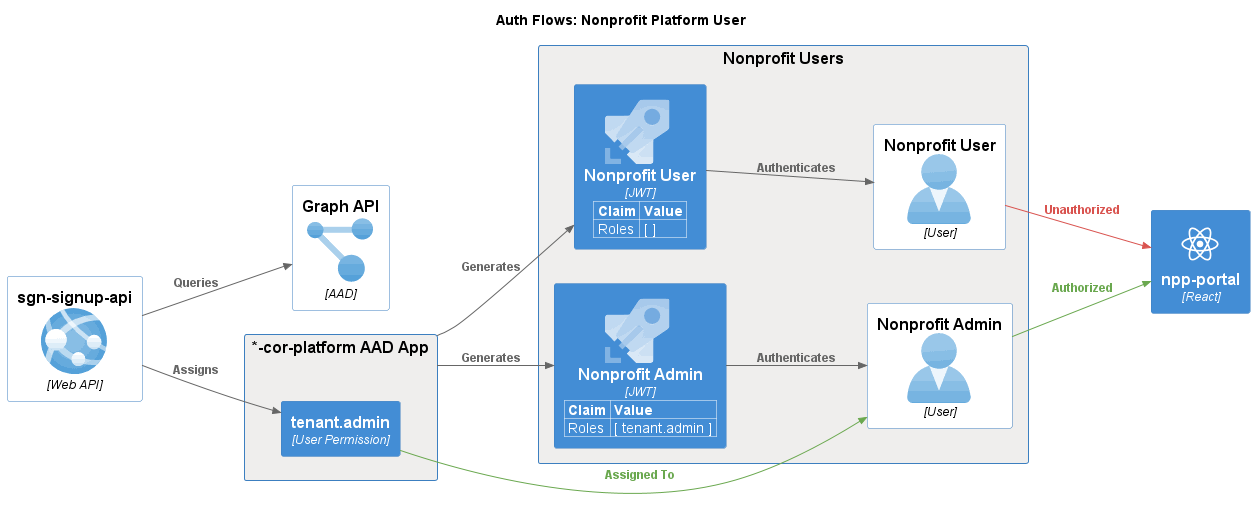 Auth Flows: Nonprofit Platform User
Nonprofit Users
Nonprofit User
[JWT]
Claim Value
Roles [ ]
Authenticates
Nonprofit User
[User]
Unauthorized
Graph API
[AAD]
Queries
Generates
sgn-signup-api
[Web API]
Assigns
*-cor-platform AAD App
tenant.admin
[User Permission]
Generates
Nonprofit Admin
[JWT]
Claim Value
Roles [ tenant.admin ]
Authenticates
Nonprofit Admin
[User]
Authorized
npp-portal
[React]
Assigned To